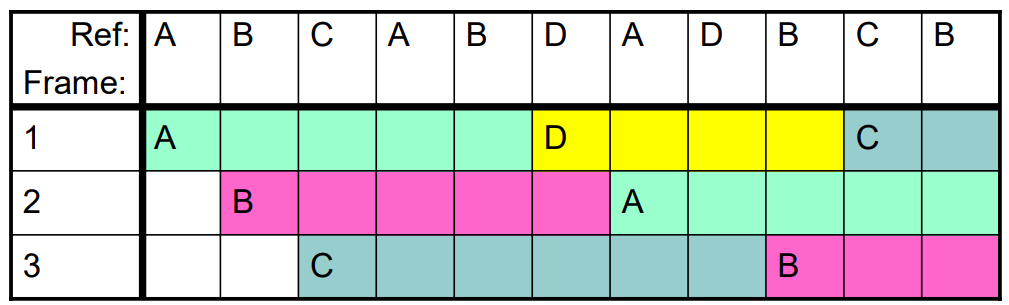 Ref: A B C A B D A D B C B
Frame:
1 A D C
2 B A
3 C B